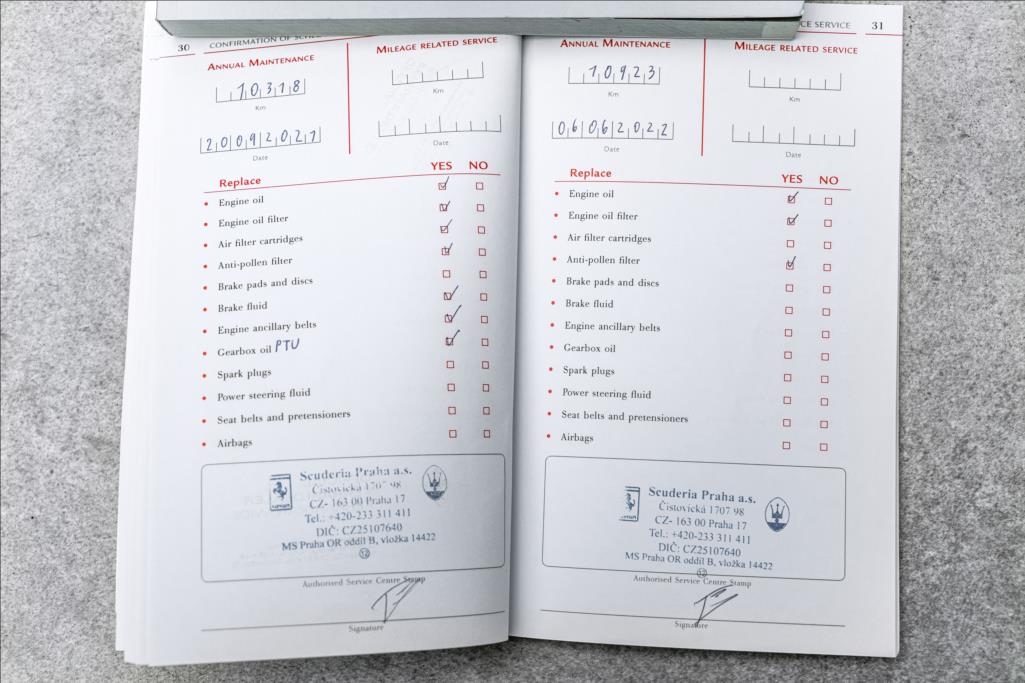 30 CONFIRMATION OF
ANNUAL MAINTENANCE
MILEAGE RELATED SERVICE
10318
Km
Km
20092021
Date
Date
YES NO
Replace
Engine oil
Engine oil filter
Air filter cartridges
Anti-pollen filter
Brake pads and discs
Brake fluid
Engine ancillary belts
Gearbox oil PTU
Spark plugs
Power steering fluid
Seat belts and pretensioners
Airbags
Scuderia Praha a.s.
Čistovická 1707 98
CZ- 163 00 Praha 17
Tel.: +420-233 311 411
DIČ: CZ25107640
MS Praha OR oddíl B, vložka 14422
12
Authorised Service Centre Stamp
Signature
SERVICE 31
ANNUAL MAINTENANCE
MILEAGE RELATED SERVICE
10923
Km
Km
06062022
Date
Date
YES NO
Replace
Engine oil
Engine oil filter
Air filter cartridges
Anti-pollen filter
Brake pads and discs
Brake fluid
Engine ancillary belts
Gearbox oil
Spark plugs
Power steering fluid
Seat belts and pretensioners
Airbags
Scuderia Praha a.s.
Čistovická 1707 98
CZ- 163 00 Praha 17
Tel.: +420-233 311 411
DIČ: CZ25107640
MS Praha OR oddíl B, vložka 14422
12
Authorised Service Centre Stamp
Signature